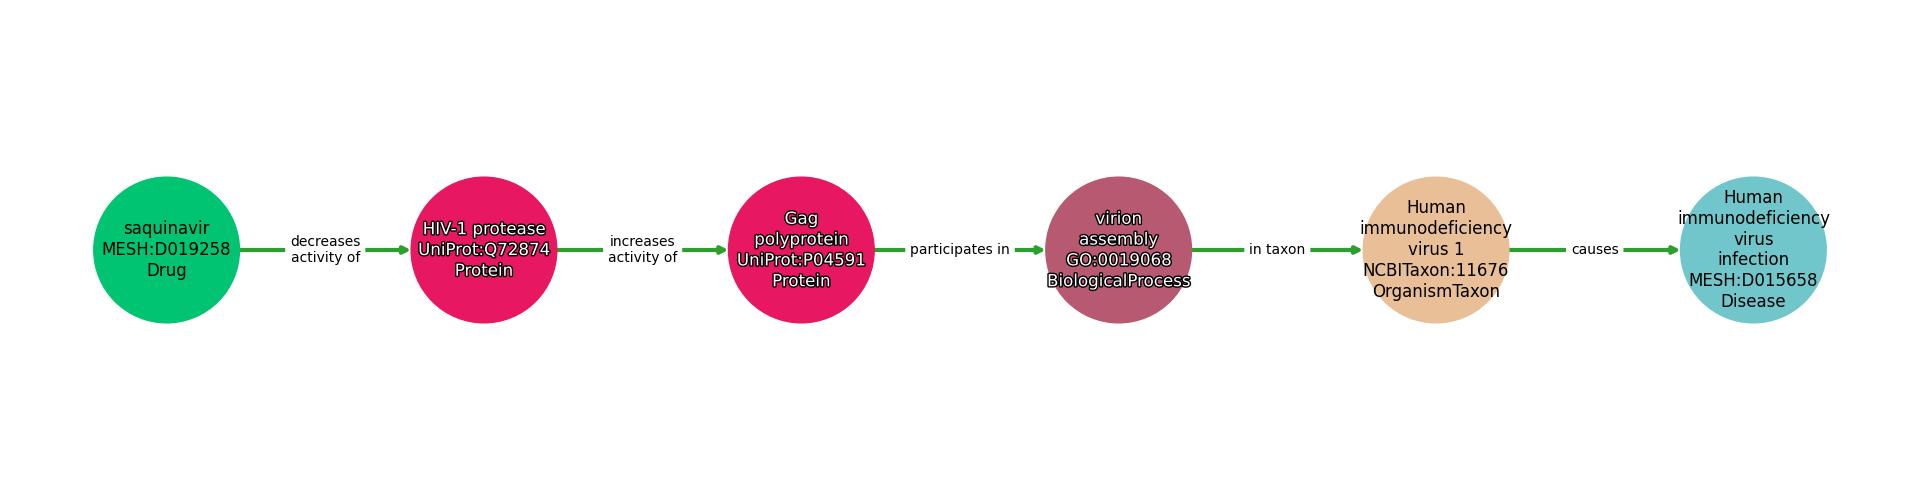 saquinavir
MESH:D019258
Drug
decreases
activity of
HIV-1 protease
UniProt:Q72874
Protein
increases
activity of
Gag
polyprotein
UniProt:P04591
Protein
participates in
virion
assembly
GO:0019068
BiologicalProcess
in taxon
Human
immunodeficiency
virus 1
NCBITaxon:11676
OrganismTaxon
causes
Human
immunodeficiency
virus
infection
MESH:D015658
Disease